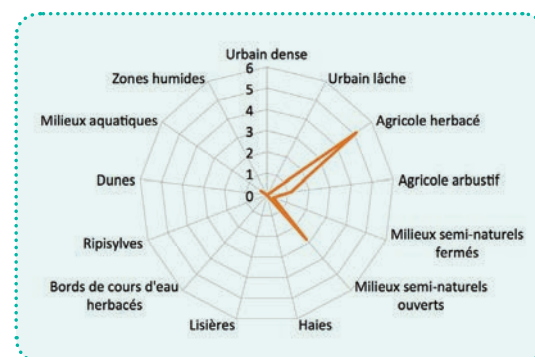 Urbain dense
Urbain lâche
Agricole herbacé
Agricole arbustif
Milieux semi-naturels
fermés
Milieux semi-naturels
ouverts
Haies
Lisières
Bords de cours d'eau
herbacés
Ripisylves
Dunes
Milieux aquatiques
Zones humides
6
5
4
3
2
1
0